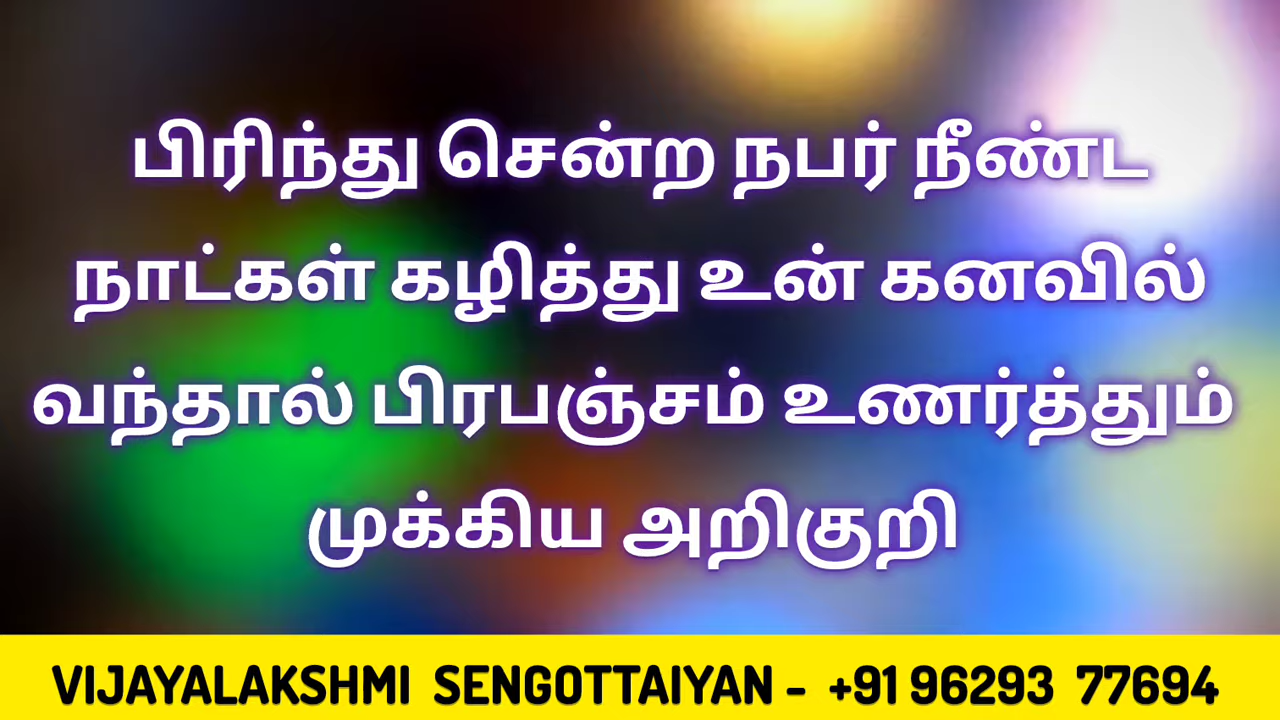 பிரிந்து சென்ற நபர் நீண்ட
நாட்கள் கழித்து உன் கனவில்
வந்தால் பிரபஞ்சம் உணர்த்தும்
முக்கிய அறிகுறி
VIJAYALAKSHMI SENGOTTAIYAN - +91 96293 77694